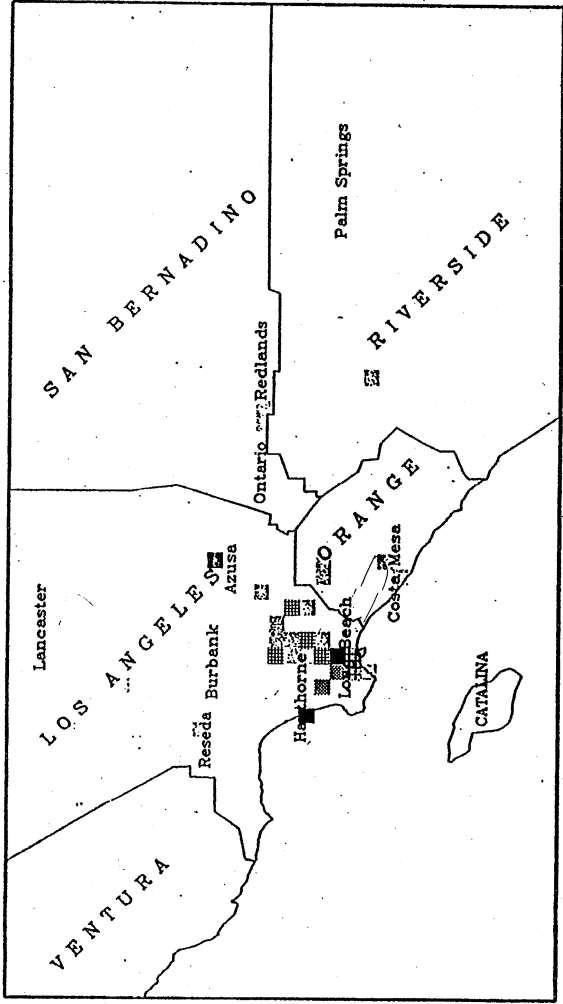 SAN BERNADINO
Lancaster
LOS ANGELES
VENTURA
Palm Springs
RIVERSIDE
Ontario
Redlands
Azusa
Burbank
Reseda
ORANGE
Hawthorne
Long Beach
Costa Mesa
CATALINA